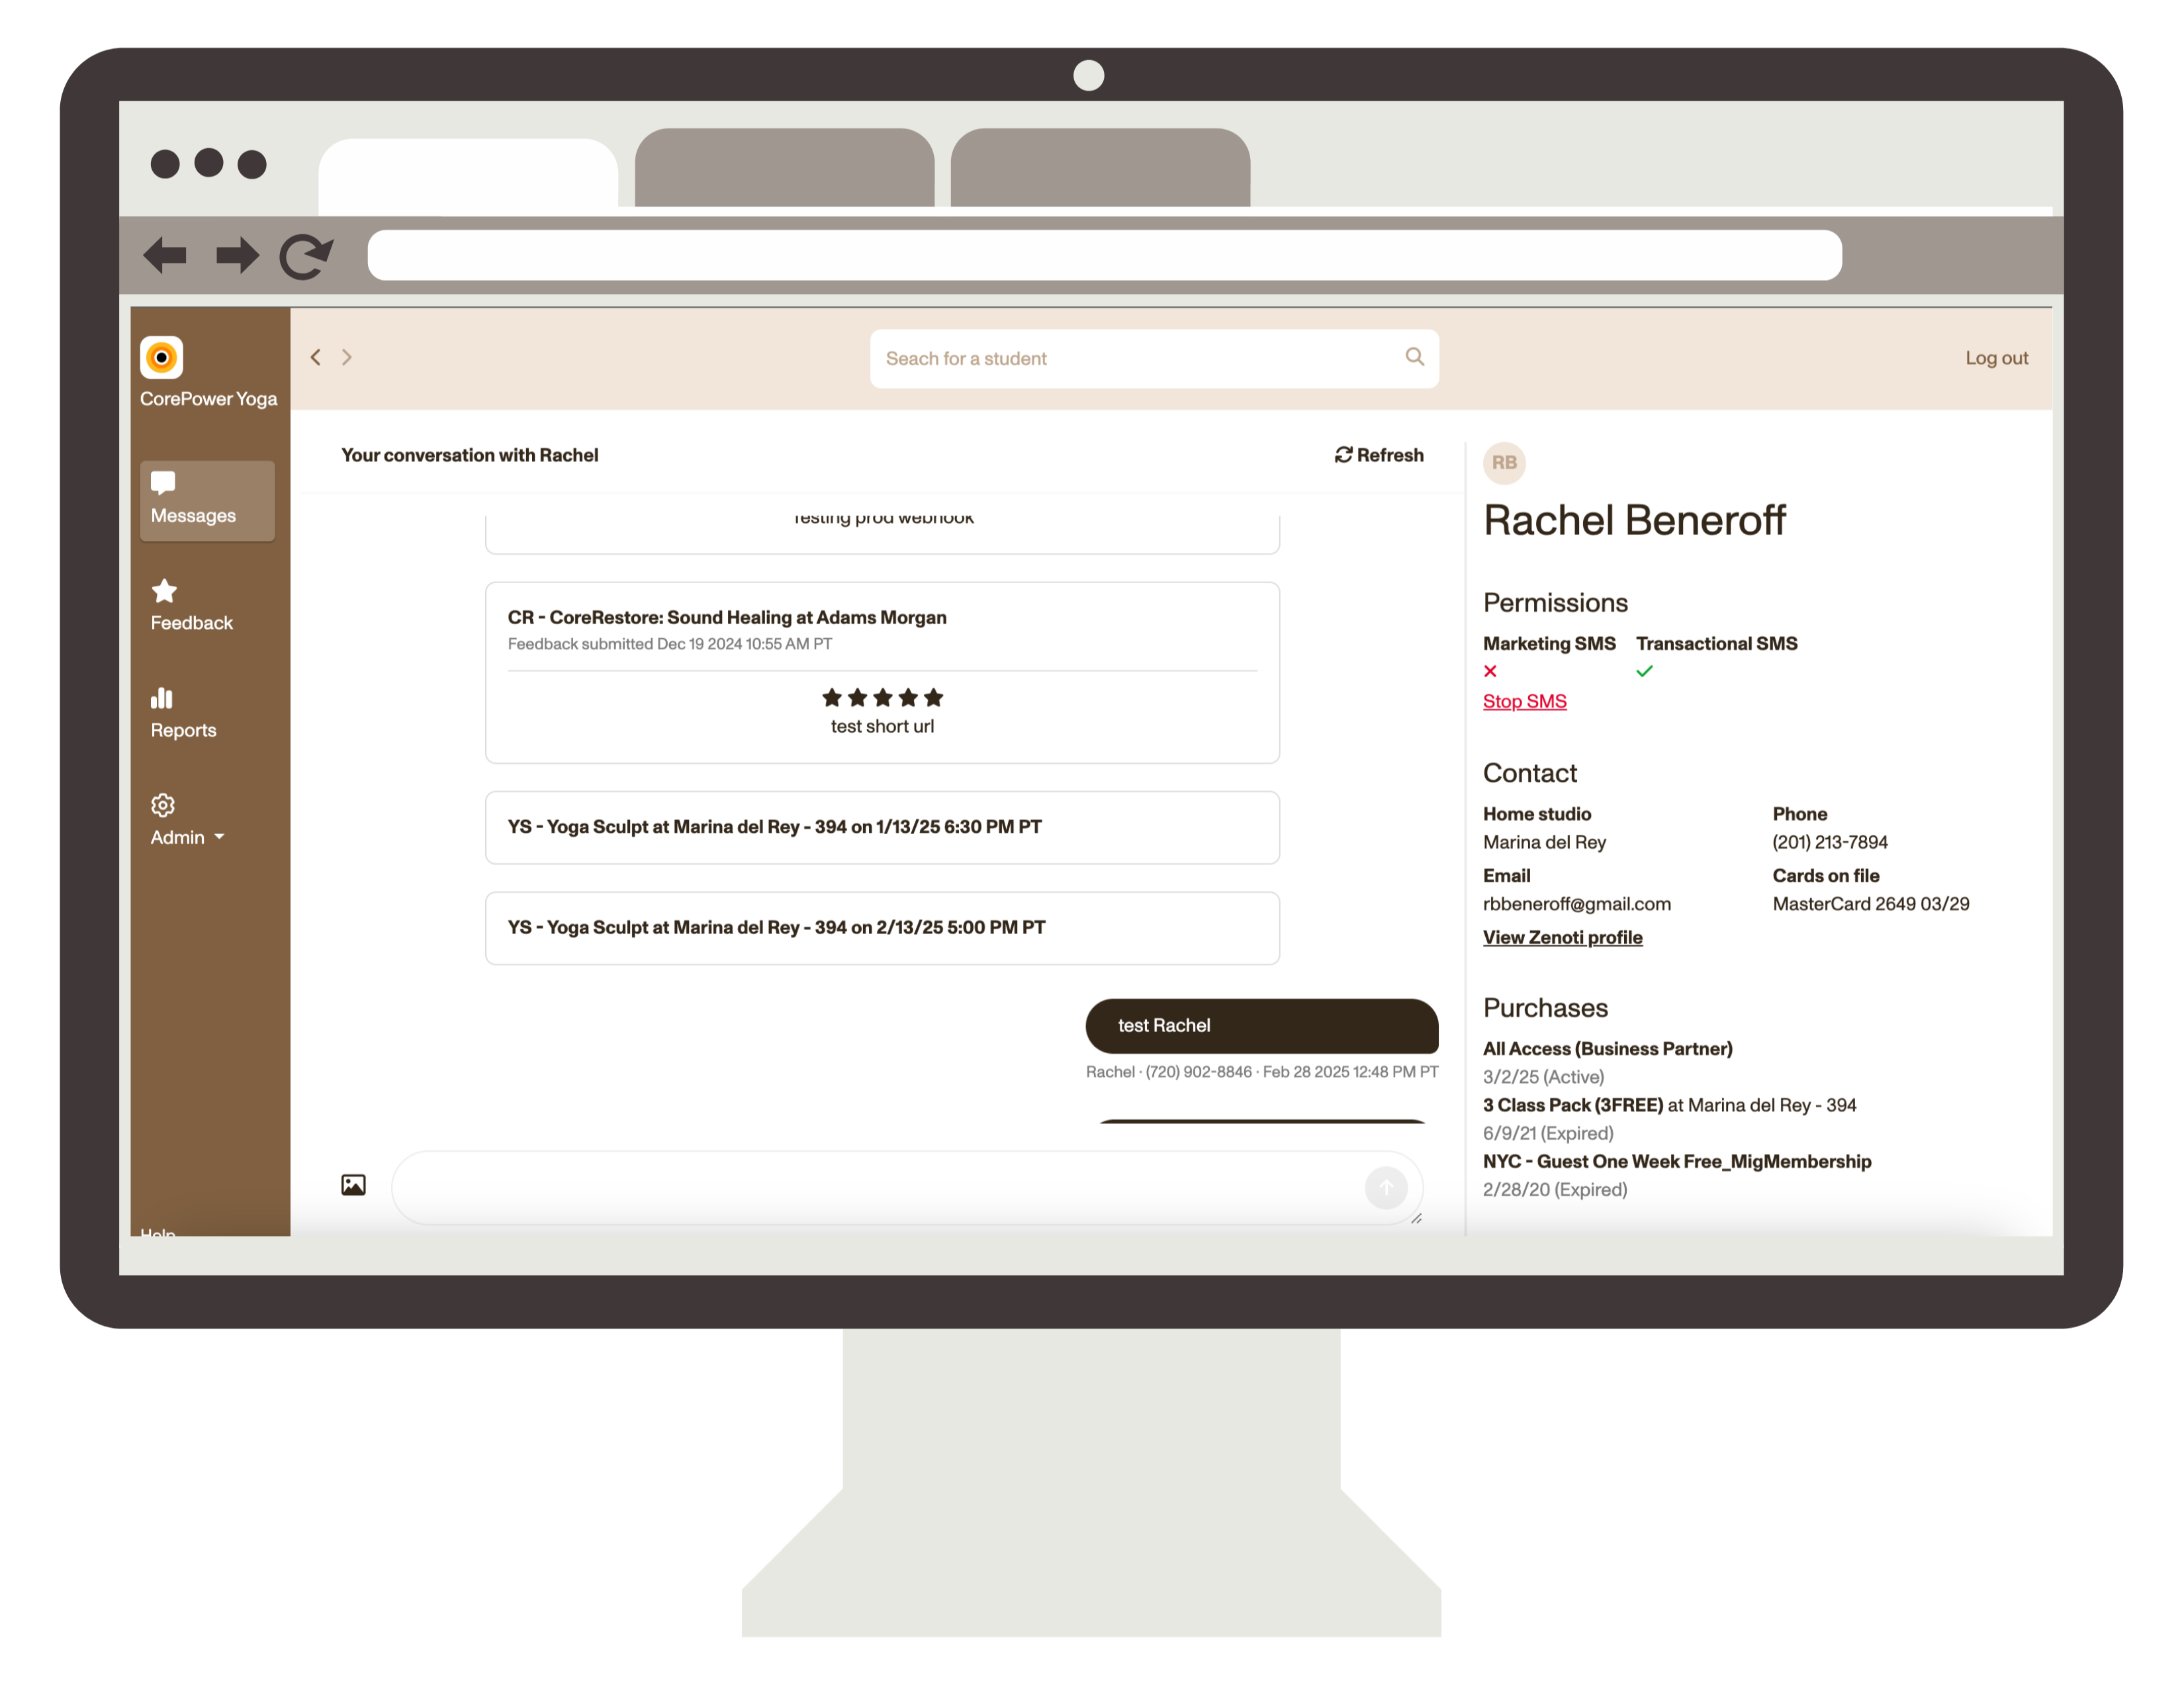 CorePower Yoga
Messages
Feedback
Reports
Admin
Help
Seach for a student
Log out
Your conversation with Rachel
Refresh
Testing prod webhook
CR - CoreRestore: Sound Healing at Adams Morgan
Feedback submitted Dec 19 2024 10:55 AM PT
test short url
YS - Yoga Sculpt at Marina del Rey - 394 on 1/13/25 6:30 PM PT
YS - Yoga Sculpt at Marina del Rey - 394 on 2/13/25 5:00 PM PT
test Rachel
Rachel · (720) 902-8846 · Feb 28 2025 12:48 PM PT
RB
Rachel Beneroff
Permissions
Marketing SMS Transactional SMS
Stop SMS
Contact
Home studio Phone
Marina del Rey (201) 213-7894
Email Cards on file
rbbeneroff@gmail.com MasterCard 2649 03/29
View Zenoti profile
Purchases
All Access (Business Partner)
3/2/25 (Active)
3 Class Pack (3FREE) at Marina del Rey - 394
6/9/21 (Expired)
NYC - Guest One Week Free_MigMembership
2/28/20 (Expired)